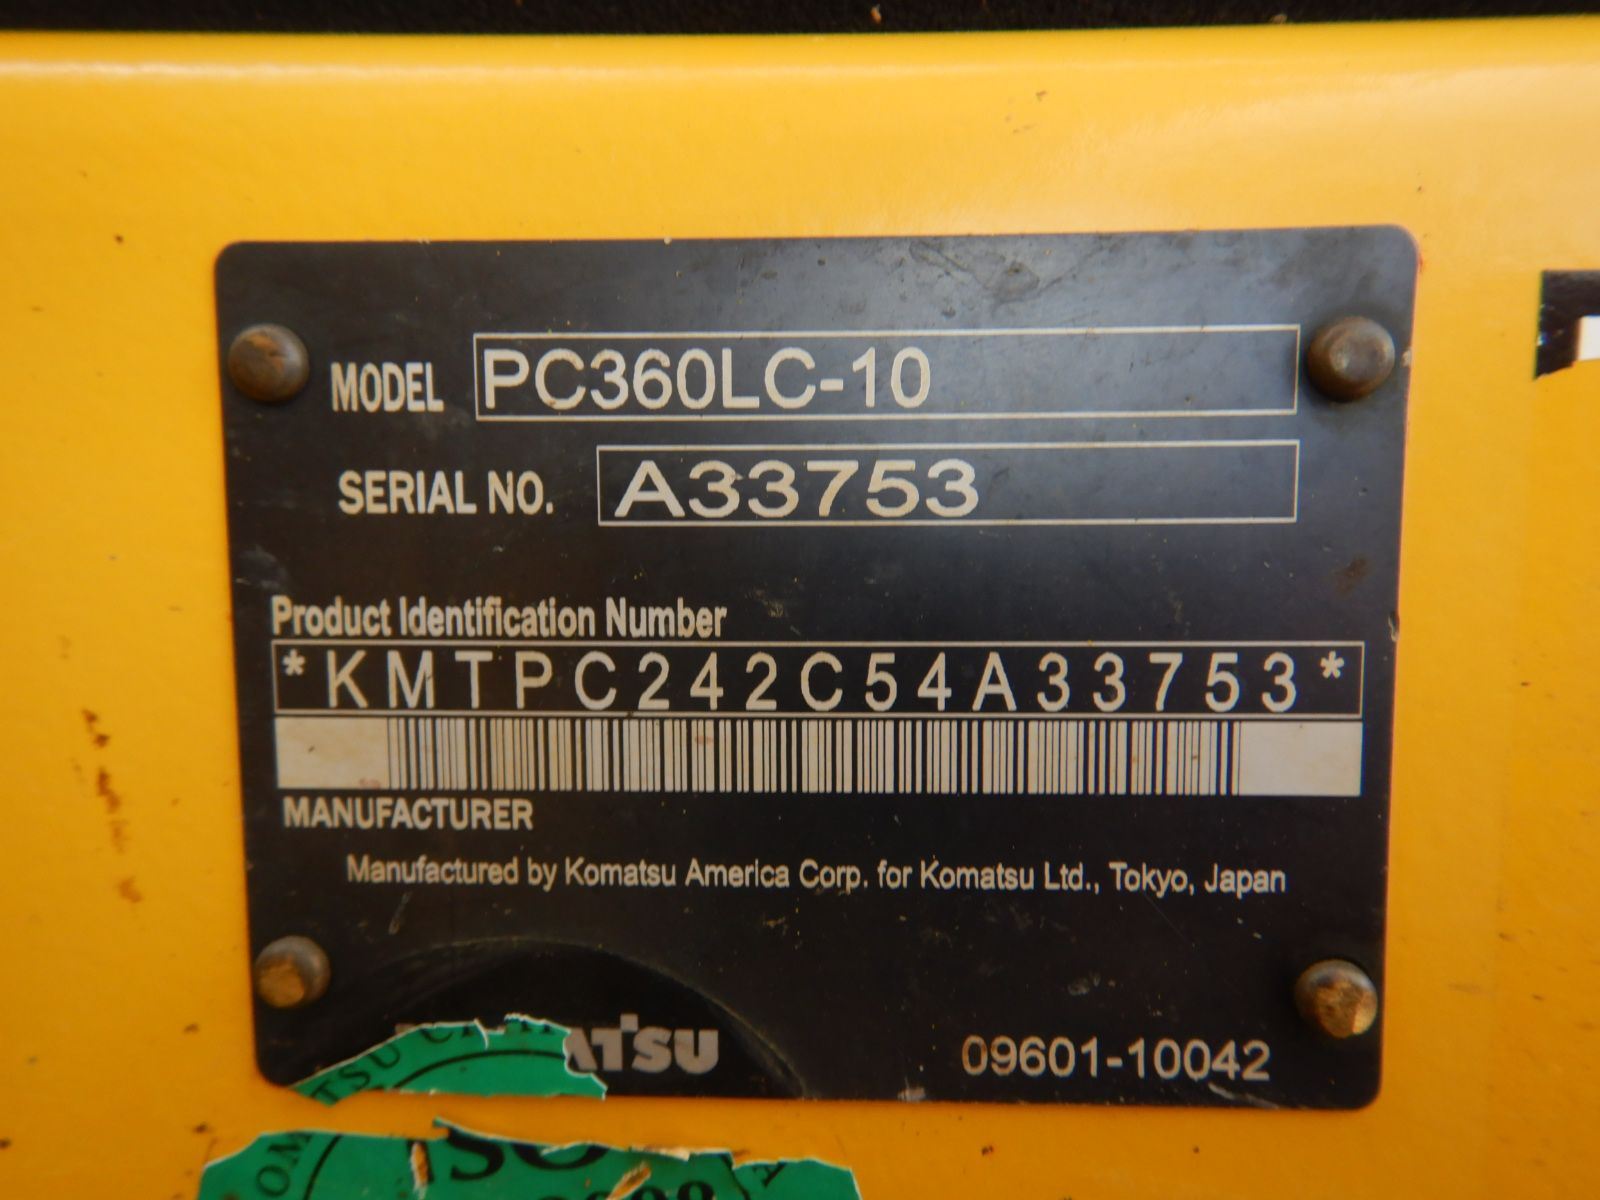 MODEL PC360LC-10
SERIAL NO. A33753
Product Identification Number
*KMTPC242C54A33753*
MANUFACTURER
Manufactured by Komatsu America Corp. for Komatsu Ltd., Tokyo, Japan
09601-10042